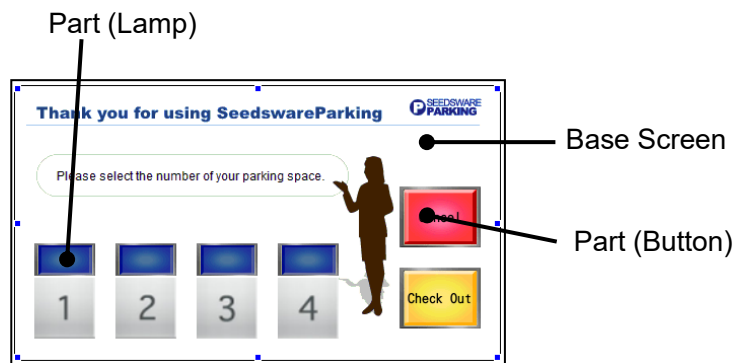 Part (Lamp)
Thank you for using SeedswareParking
SEEDSWARE
PARKING
Base Screen
Please select the number of your parking space.
Part (Button)
1 2 3 4
Check Out